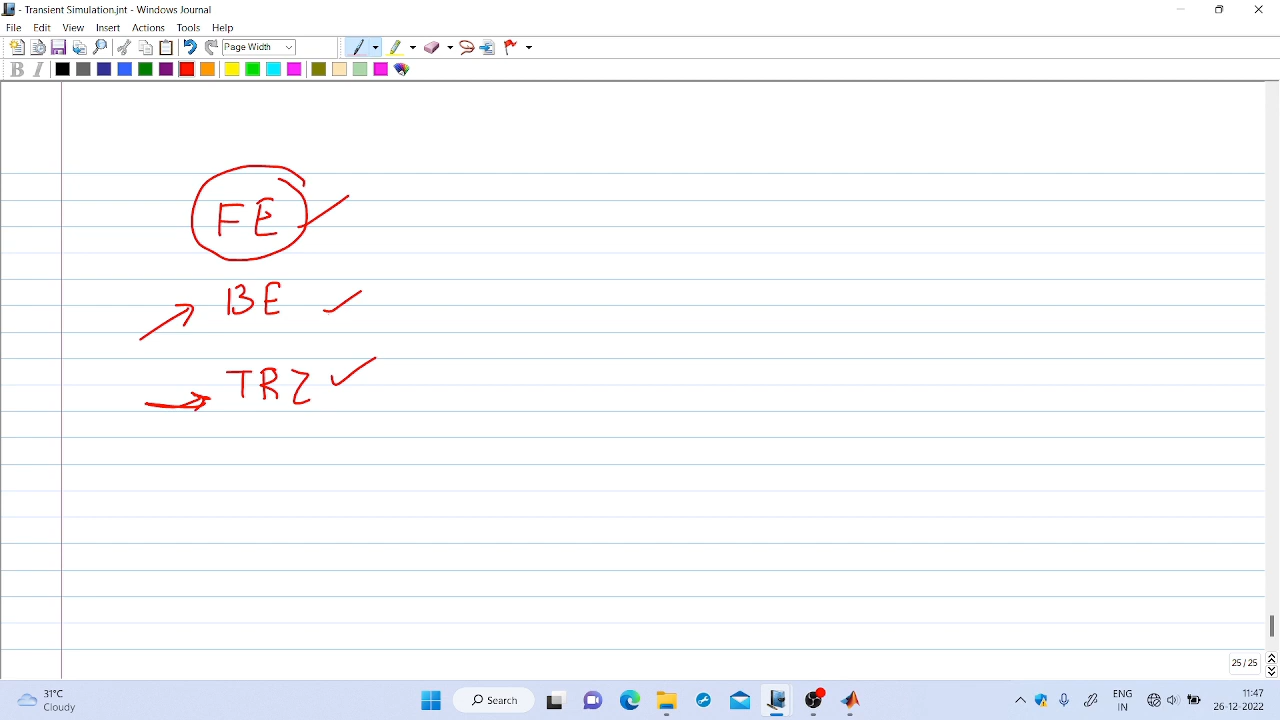 - Transient Simulation.jnt - Windows Journal
File Edit View Insert Actions Tools Help
Page Width
B I
FE
BE
TRZ
25 / 25
31°C
Cloudy
Search
ENG
IN
11:47
26-12-2022